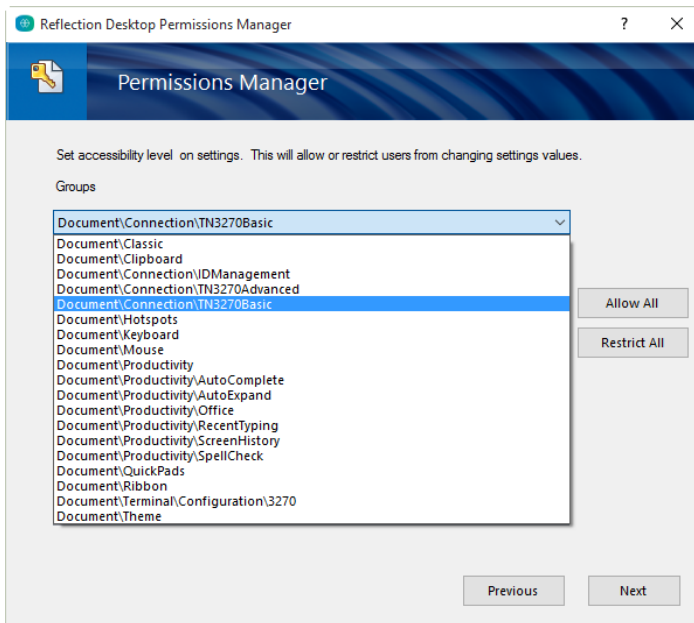 Reflection Desktop Permissions Manager
Permissions Manager
Set accessibility level on settings. This will allow or restrict users from changing settings values.
Groups
Document\Connection\TN3270Basic
Document\Classic
Document\Clipboard
Document\Connection\IDManagement
Document\Connection\TN3270Advanced
Document\Connection\TN3270Basic
Document\Hotspots
Document\Keyboard
Document\Mouse
Document\Productivity
Document\Productivity\AutoComplete
Document\Productivity\AutoExpand
Document\Productivity\Office
Document\Productivity\RecentTyping
Document\Productivity\ScreenHistory
Document\Productivity\SpellCheck
Document\QuickPads
Document\Ribbon
Document\Terminal\Configuration\3270
Document\Theme
Allow All
Restrict All
Previous
Next